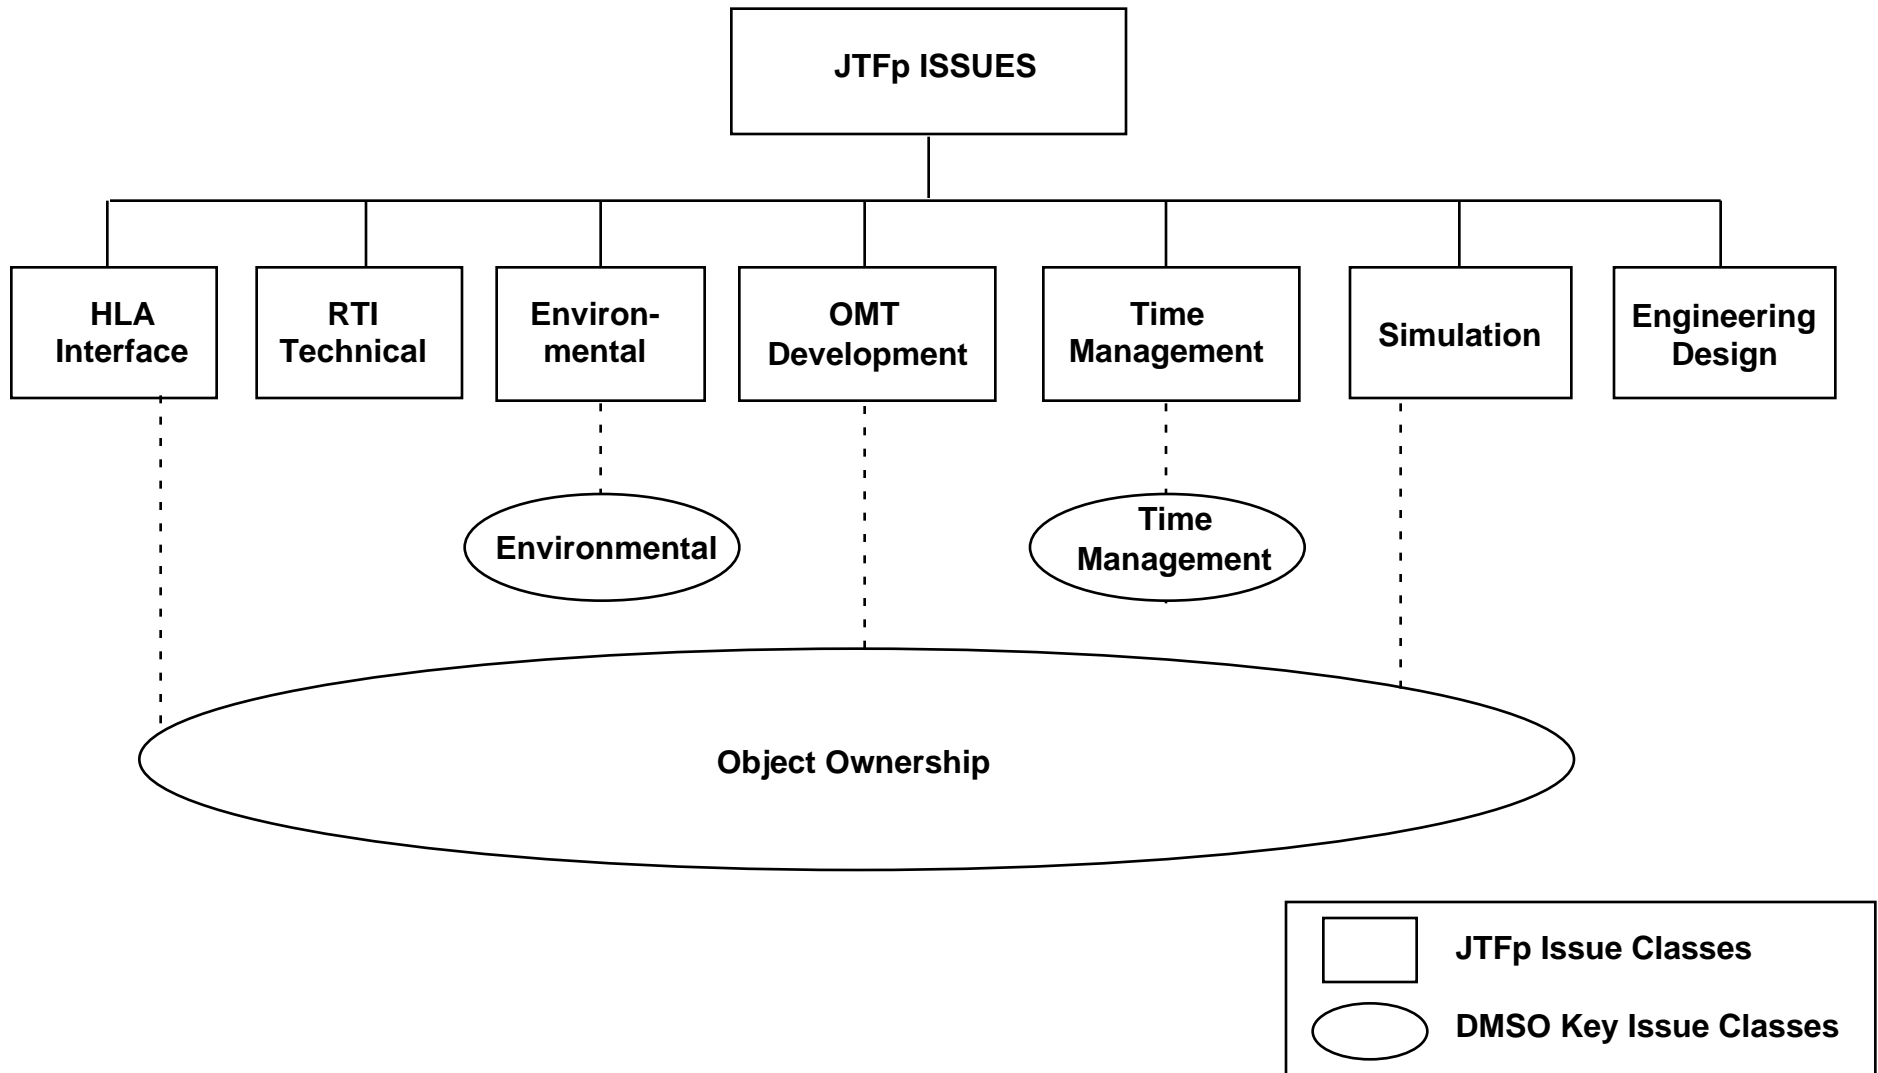 JTFp ISSUES
HLA
Interface
RTI
Technical
Environ-
mental
OMT
Development
Time
Management
Simulation
Engineering
Design
Environmental
Time
Management
Object Ownership
JTFp Issue Classes
DMSO Key Issue Classes